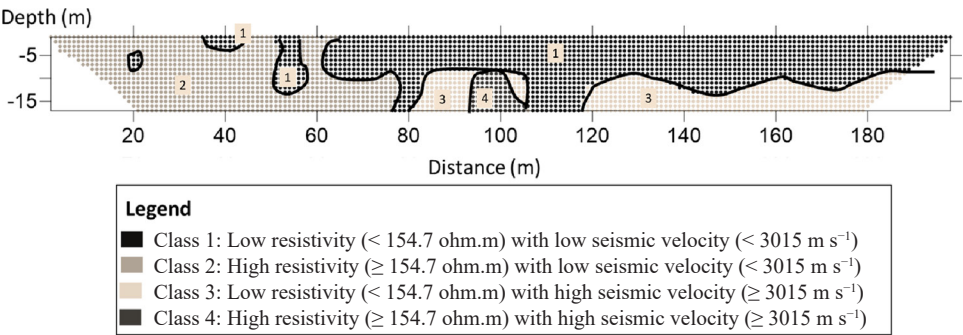 Depth (m)
1
-5
1
2
1
-15
3
4
3
20 40 60 80 100 120 140 160 180
Distance (m)
Legend
Class 1: Low resistivity (< 154.7 ohm.m) with low seismic velocity (< 3015 m s⁻¹)
Class 2: High resistivity (≥ 154.7 ohm.m) with low seismic velocity (< 3015 m s⁻¹)
Class 3: Low resistivity (< 154.7 ohm.m) with high seismic velocity (≥ 3015 m s⁻¹)
Class 4: High resistivity (≥ 154.7 ohm.m) with high seismic velocity (≥ 3015 m s⁻¹)